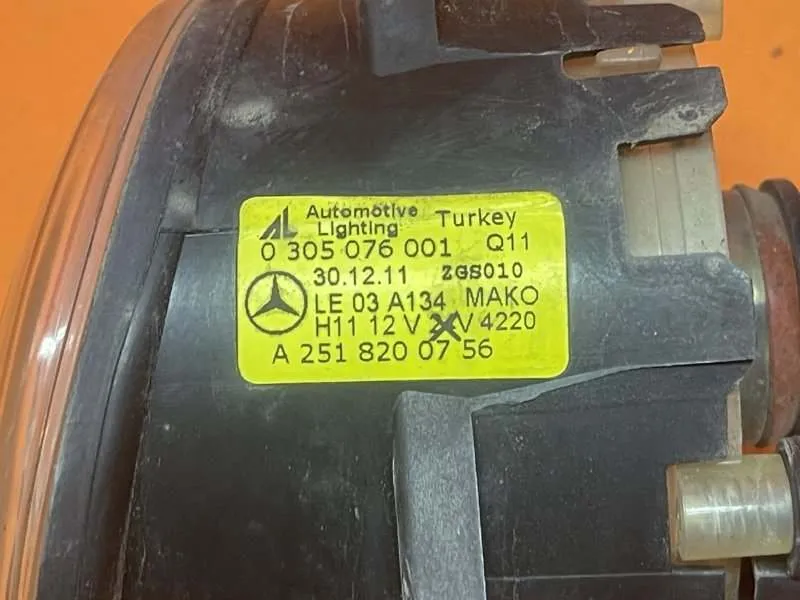 AL Automotive Lighting Turkey
0 305 076 001 Q11
30.12.11 ZGS010
LE 03 A134 MAKO
H11 12 V V 4220
A 251 820 07 56